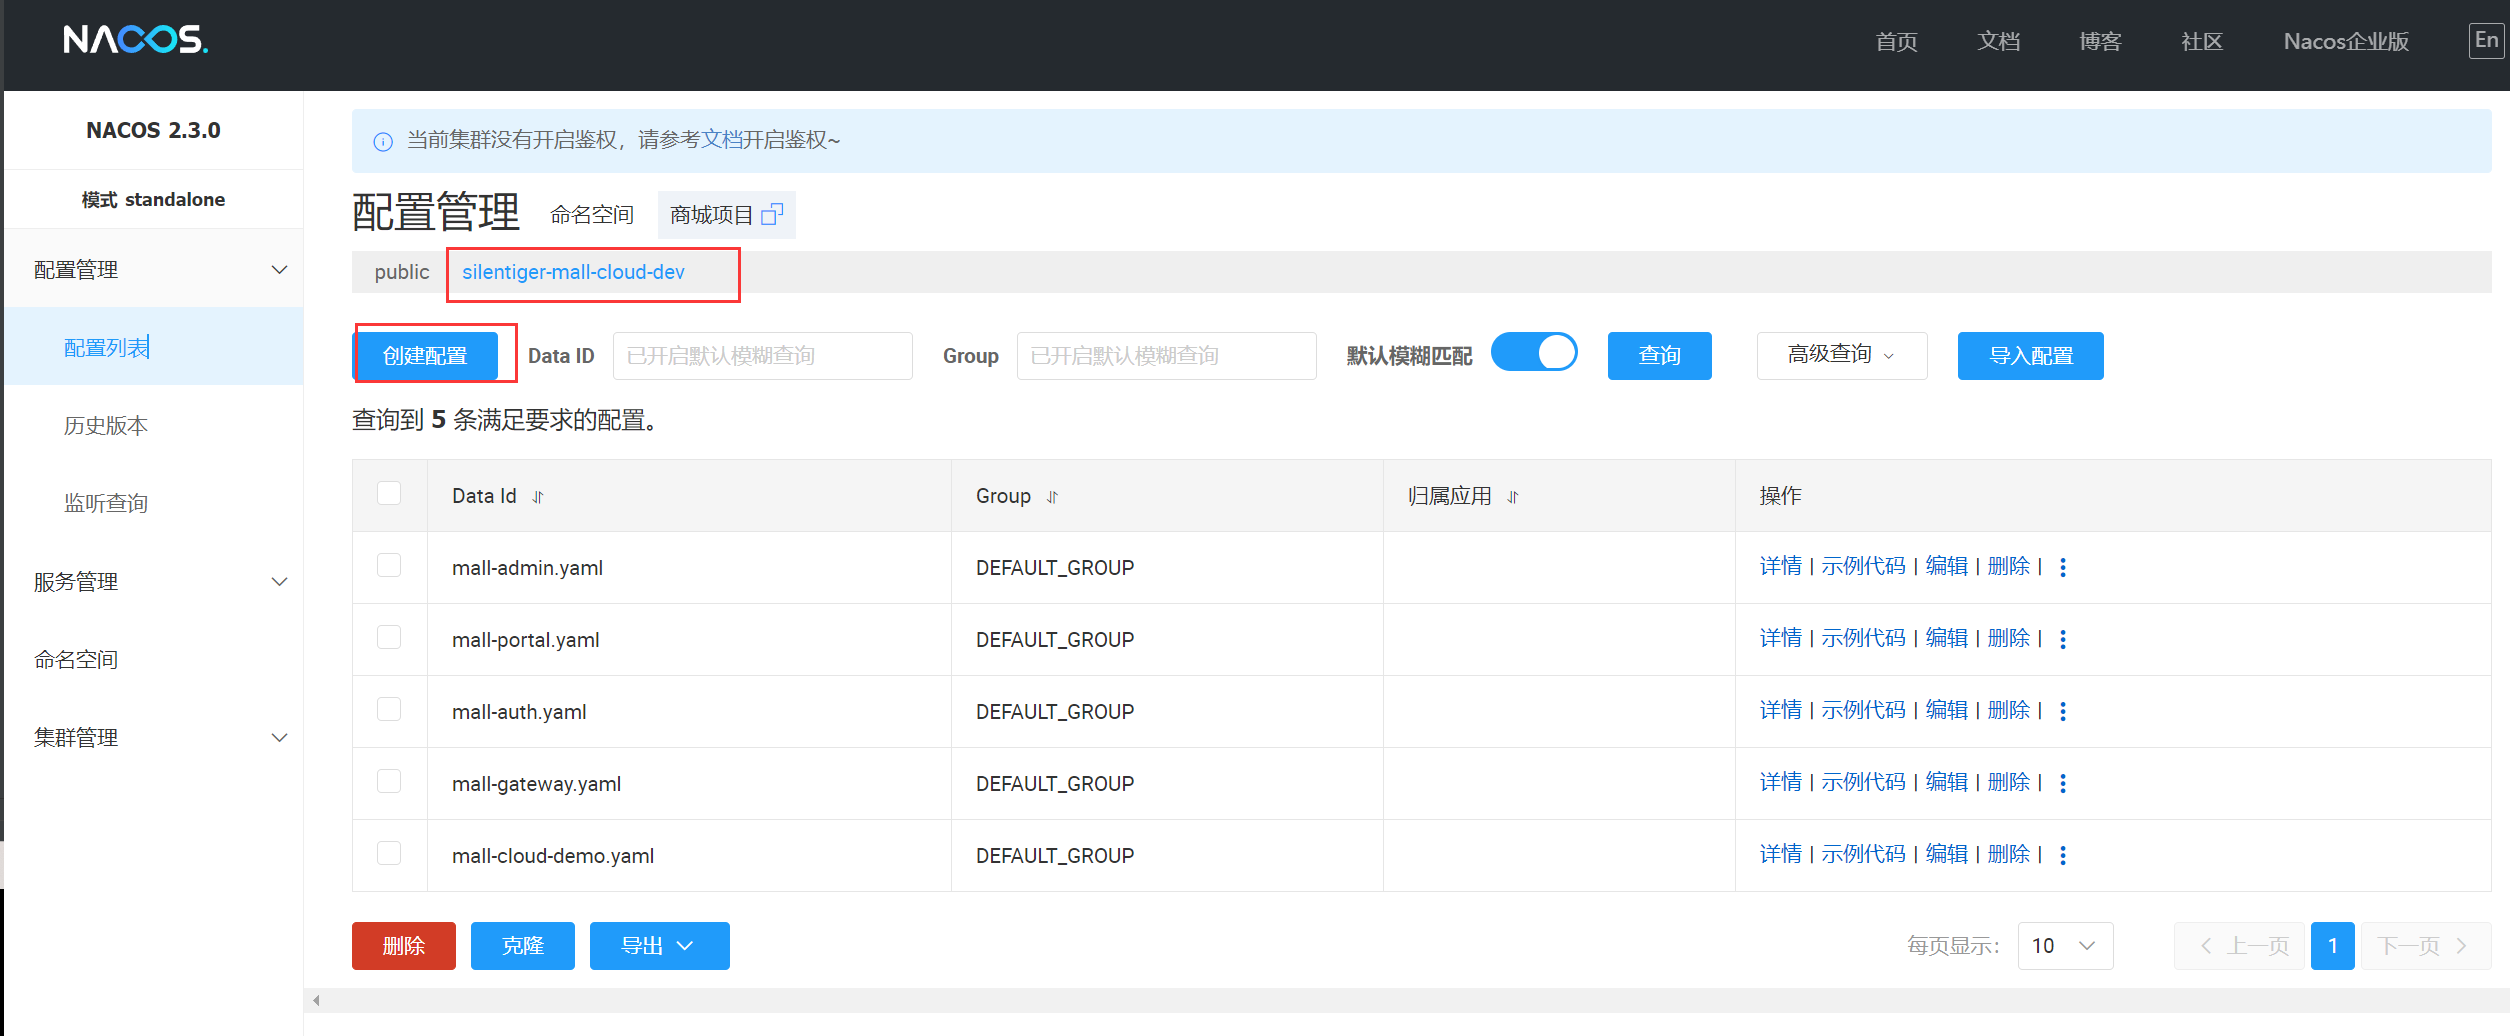 NACOS.
首页 文档 博客 社区 Nacos企业版 En
NACOS 2.3.0
模式 standalone
配置管理
配置列表
历史版本
监听查询
服务管理
命名空间
集群管理
当前集群没有开启鉴权，请参考文档开启鉴权~
配置管理 命名空间 商城项目
public silentiger-mall-cloud-dev
创建配置 Data ID 已开启默认模糊查询 Group 已开启默认模糊查询 默认模糊匹配 查询 高级查询 导入配置
查询到 5 条满足要求的配置。
Data Id Group 归属应用 操作
mall-admin.yaml DEFAULT_GROUP 详情 | 示例代码 | 编辑 | 删除 |
mall-portal.yaml DEFAULT_GROUP 详情 | 示例代码 | 编辑 | 删除 |
mall-auth.yaml DEFAULT_GROUP 详情 | 示例代码 | 编辑 | 删除 |
mall-gateway.yaml DEFAULT_GROUP 详情 | 示例代码 | 编辑 | 删除 |
mall-cloud-demo.yaml DEFAULT_GROUP 详情 | 示例代码 | 编辑 | 删除 |
删除 克隆 导出 每页显示： 10 上一页 1 下一页